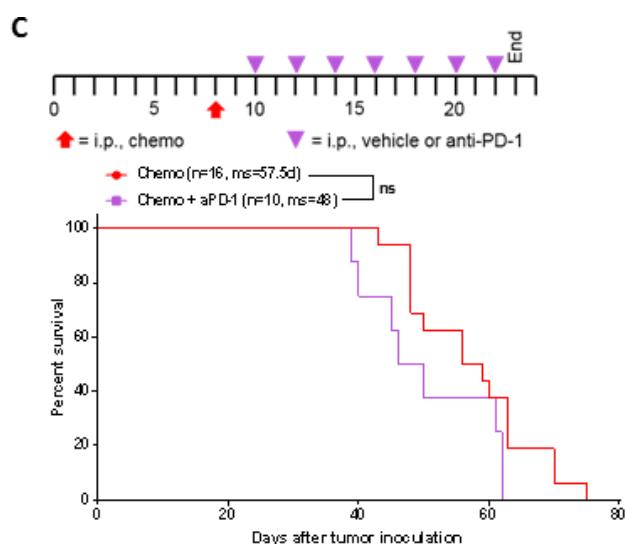 C
End
0 5 10 15 20
= i.p., chemo = i.p., vehicle or anti-PD-1
Chemo (n=16, ms=57.5d)
ns
Chemo + aPD-1 (n=10, ms=48)
100
80
60
40
20
0
Percent survival
0 20 40 60 80
Days after tumor inoculation